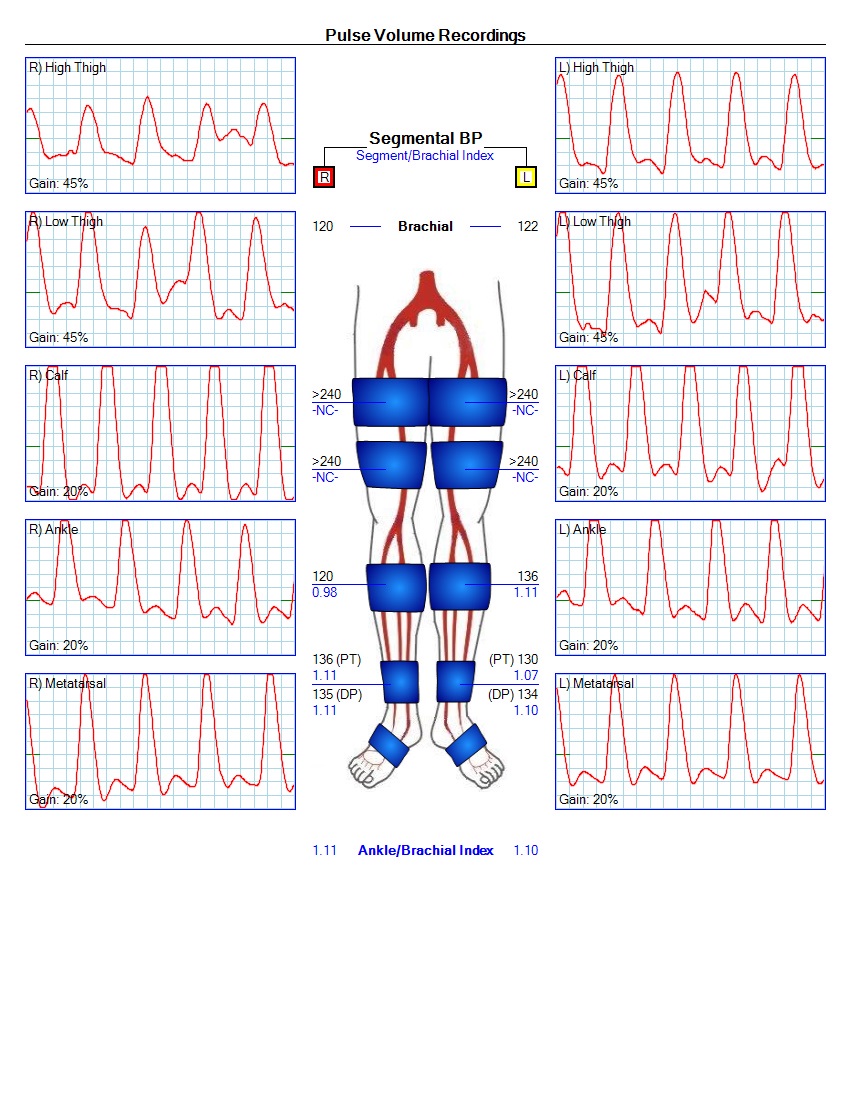 Pulse Volume Recordings
R) High Thigh
Gain: 45%
R) Low Thigh
Gain: 45%
R) Calf
Gain: 20%
R) Ankle
Gain: 20%
R) Metatarsal
Gain: 20%
Segmental BP
Segment/Brachial Index
R
L
120 Brachial 122
>240 >240
-NC- -NC-
>240 >240
-NC- -NC-
120 136
0.98 1.11
136 (PT) (PT) 130
1.11 1.07
135 (DP) (DP) 134
1.11 1.10
1.11 Ankle/Brachial Index 1.10
L) High Thigh
Gain: 45%
L) Low Thigh
Gain: 45%
L) Calf
Gain: 20%
L) Ankle
Gain: 20%
L) Metatarsal
Gain: 20%